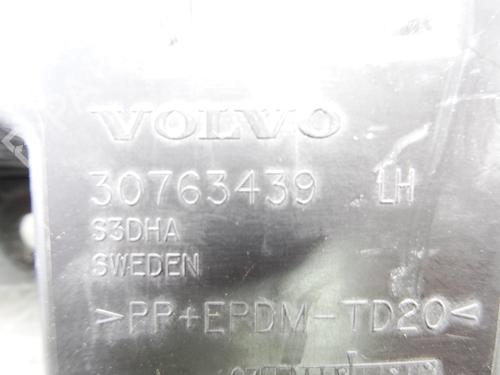 VOLVO
30763439 LH
S3DHA
SWEDEN
>PP+EPDM-TD20<